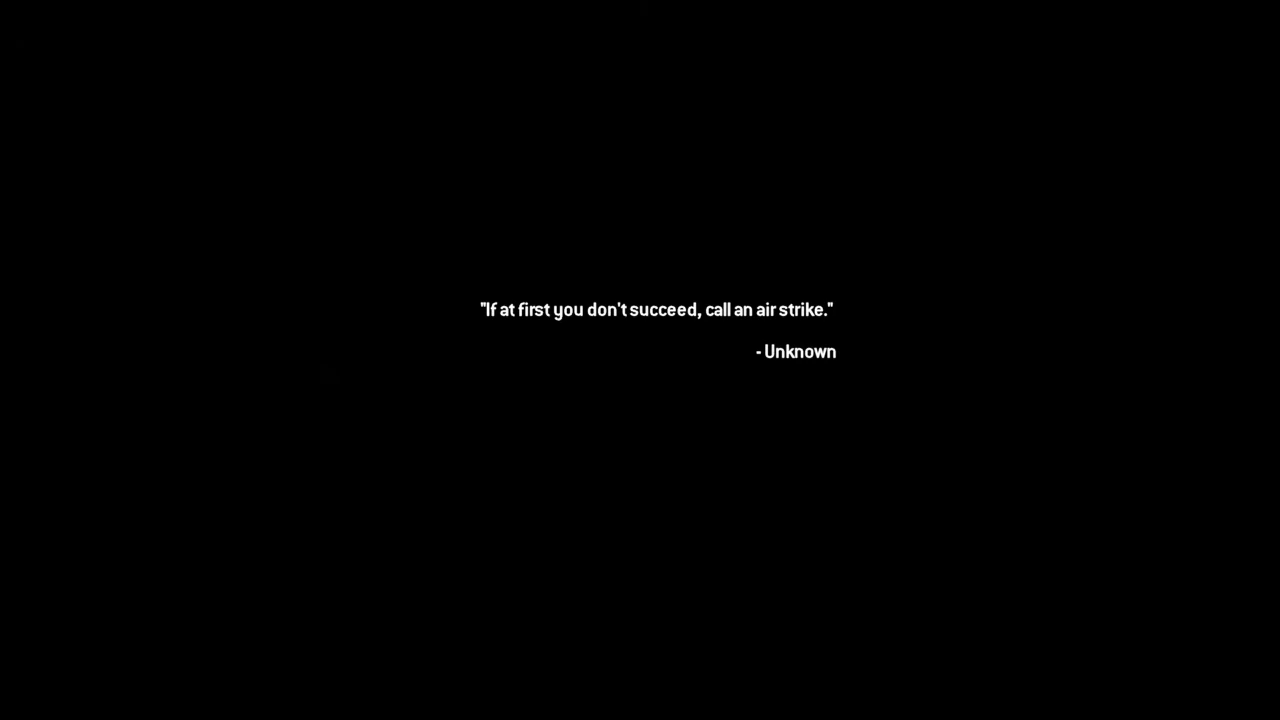 "If at first you don't succeed, call an air strike."
- Unknown